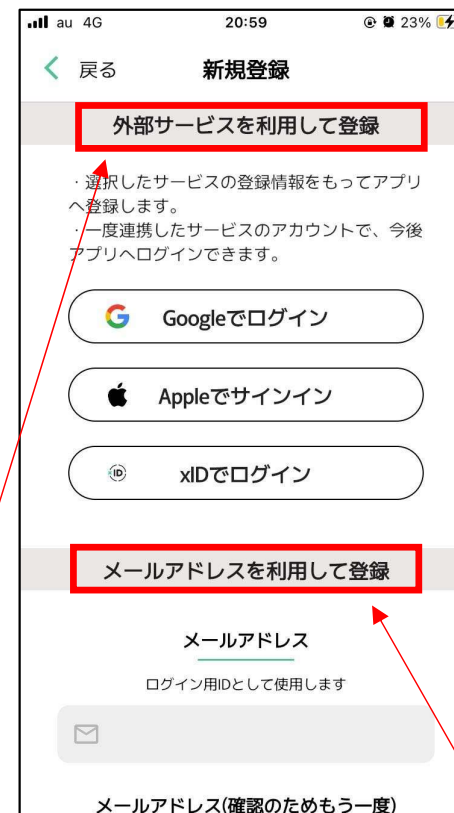 au 4G 20:59 23%
戻る 新規登録
外部サービスを利用して登録
・選択したサービスの登録情報をもってアプリ
へ登録します。
・一度連携したサービスのアカウントで、今後
アプリへログインできます。
Googleでログイン
Appleでサインイン
xIDでログイン
メールアドレスを利用して登録
メールアドレス
ログイン用IDとして使用します
メールアドレス(確認のためもう一度)